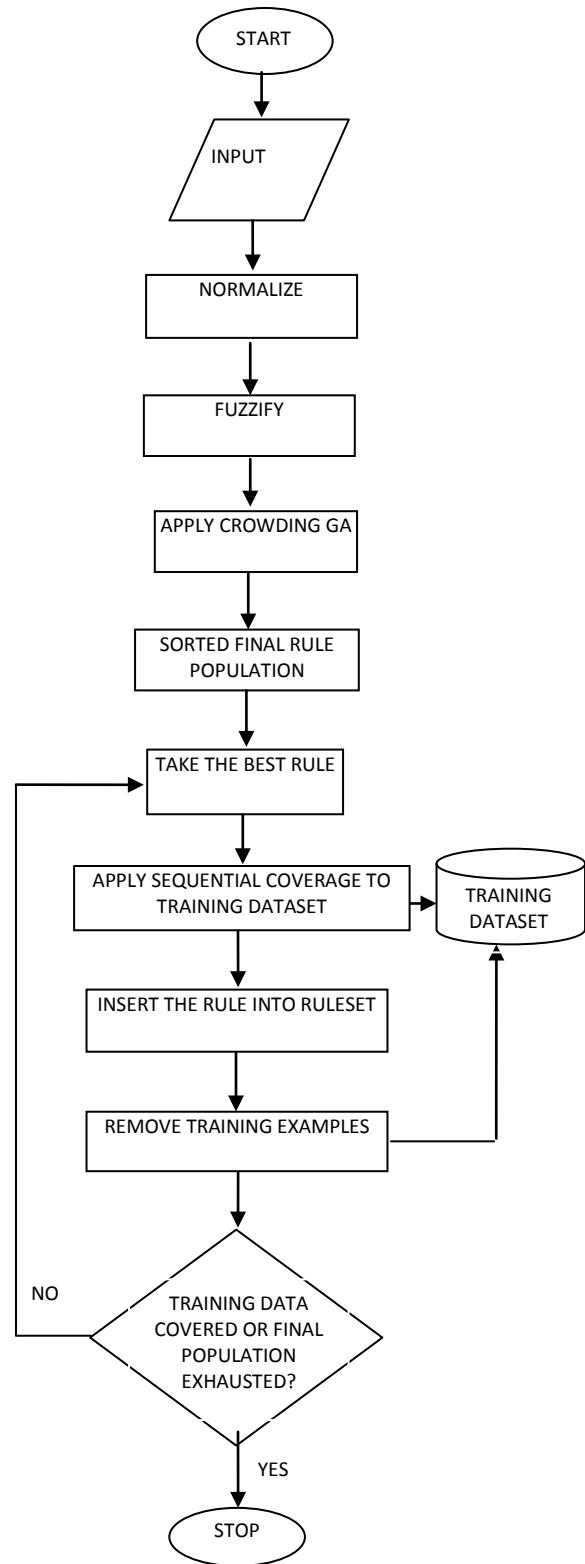 START
INPUT
NORMALIZE
FUZZIFY
APPLY CROWDING GA
SORTED FINAL RULE
POPULATION
TAKE THE BEST RULE
APPLY SEQUENTIAL COVERAGE TO
TRAINING DATASET
TRAINING
DATASET
INSERT THE RULE INTO RULESET
REMOVE TRAINING EXAMPLES
NO
TRAINING DATA
COVERED OR FINAL
POPULATION
EXHAUSTED?
YES
STOP